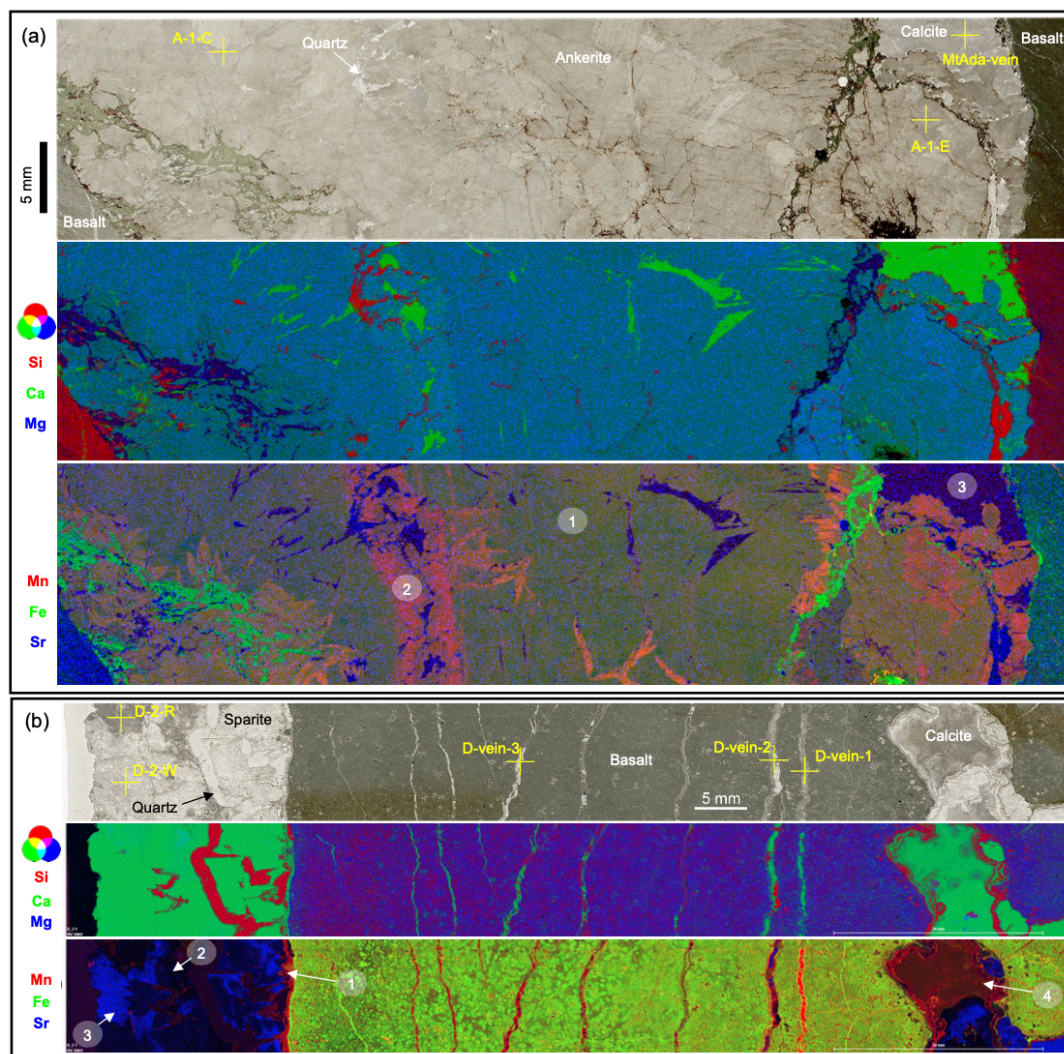 (a)
A-1-C
Quartz
Ankerite
Calcite
Basalt
MtAda-vein
A-1-E
5 mm
Basalt
Si
Ca
Mg
3
1
Mn
2
Fe
Sr
(b)
D-2-R
Sparite
Calcite
D-vein-3
Basalt
D-vein-2
D-vein-1
D-2-W
5 mm
Quartz
Si
Ca
Mg
Mn
2
1
4
Fe
3
Sr